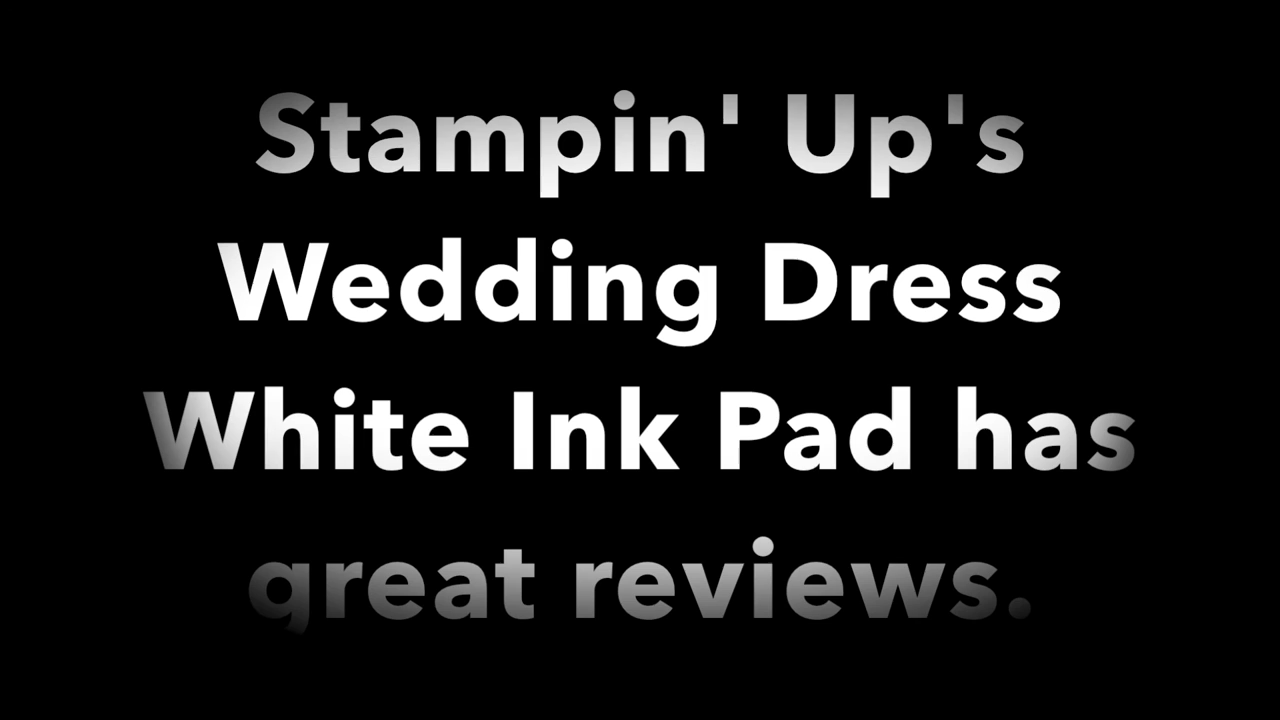 Stampin' Up's
Wedding Dress
White Ink Pad has
great reviews.